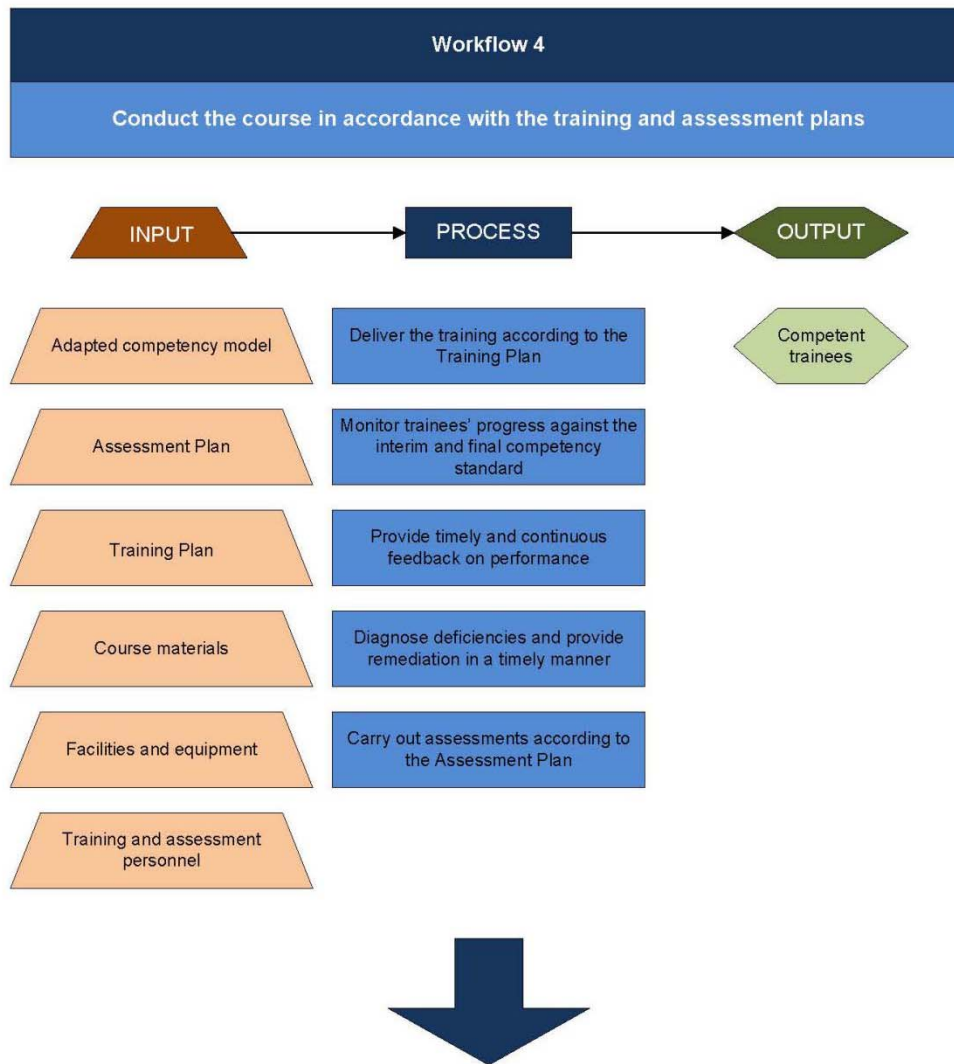 Workflow 4
Conduct the course in accordance with the training and assessment plans
INPUT
PROCESS
OUTPUT
Adapted competency model
Deliver the training according to the
Training Plan
Competent
trainees
Assessment Plan
Monitor trainees' progress against the
interim and final competency
standard
Training Plan
Provide timely and continuous
feedback on performance
Course materials
Diagnose deficiencies and provide
remediation in a timely manner
Facilities and equipment
Carry out assessments according to
the Assessment Plan
Training and assessment
personnel